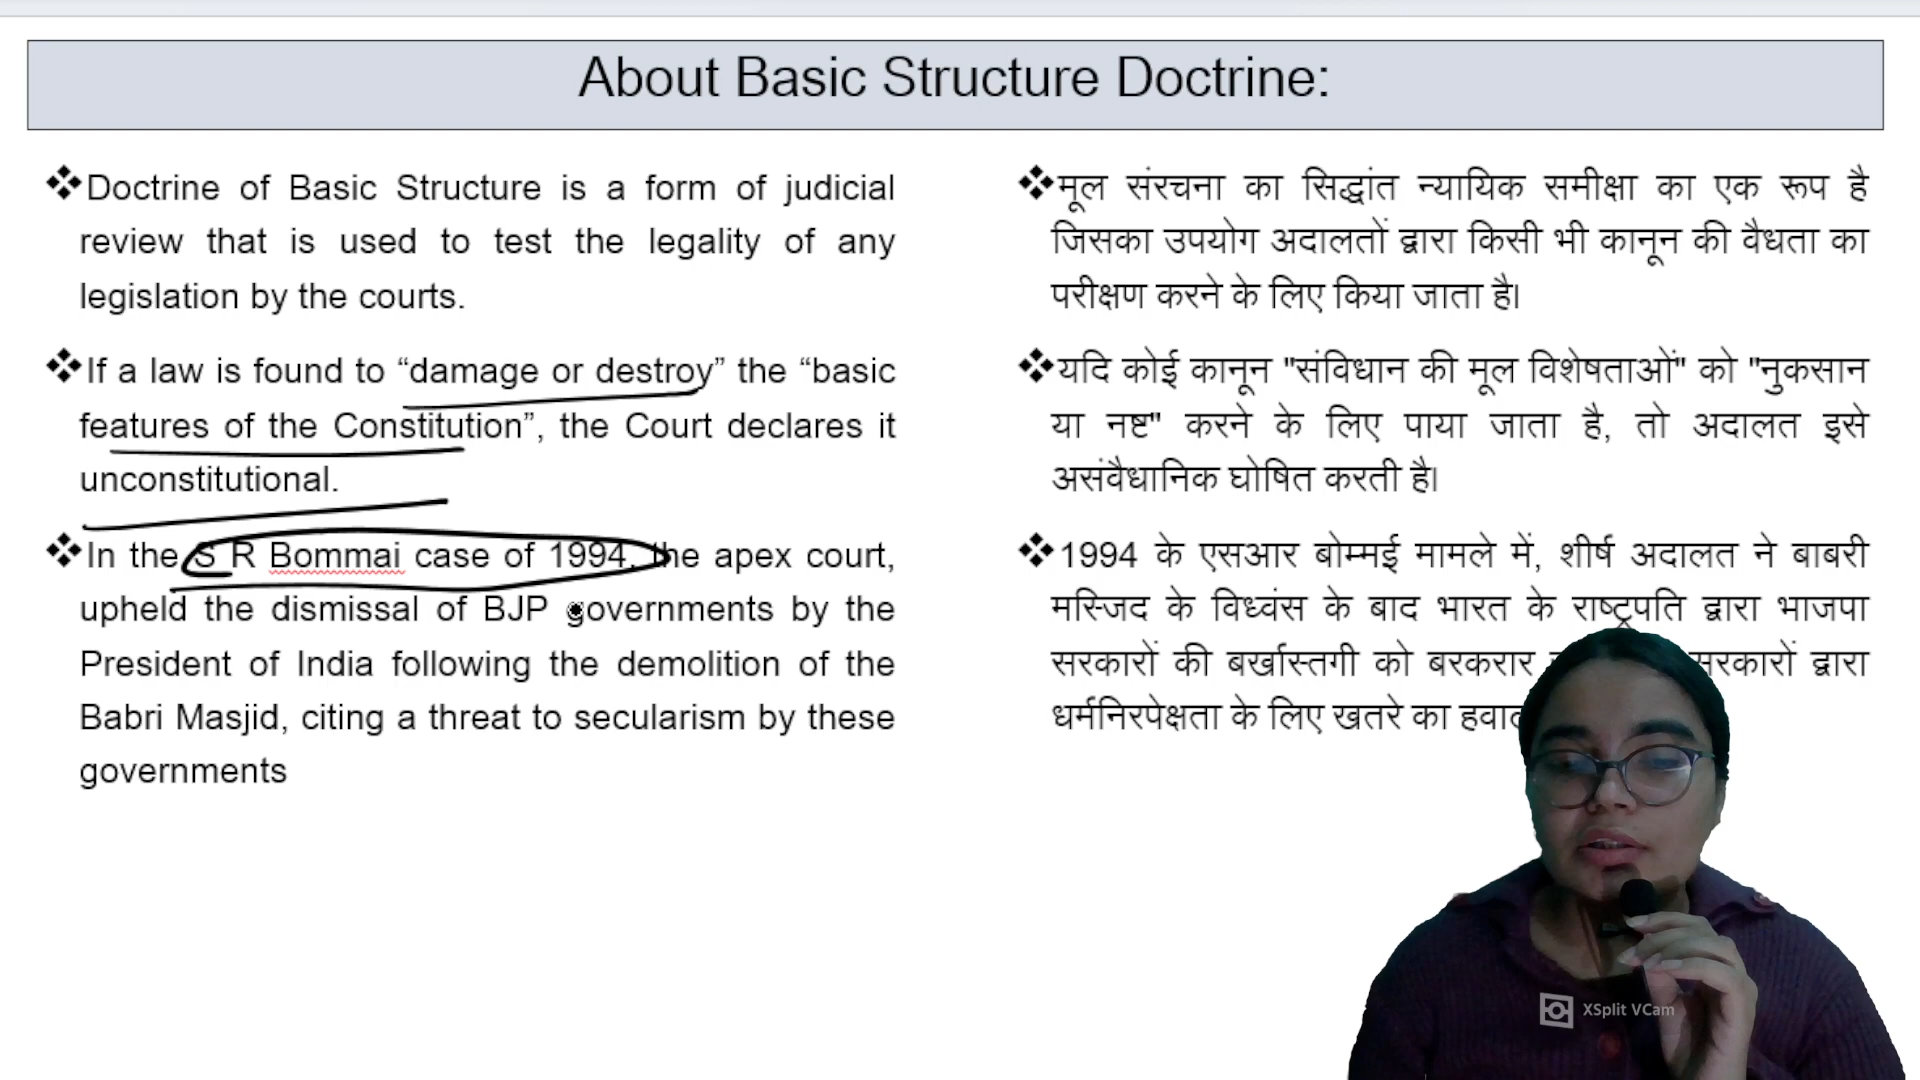 About Basic Structure Doctrine:
❖Doctrine of Basic Structure is a form of judicial
review that is used to test the legality of any
legislation by the courts.
❖If a law is found to “damage or destroy” the “basic
features of the Constitution”, the Court declares it
unconstitutional.
❖In the S R Bommai case of 1994, the apex court,
upheld the dismissal of BJP governments by the
President of India following the demolition of the
Babri Masjid, citing a threat to secularism by these
governments
❖मूल संरचना का सिद्धांत न्यायिक समीक्षा का एक रूप है
जिसका उपयोग अदालतों द्वारा किसी भी कानून की वैधता का
परीक्षण करने के लिए किया जाता है।
❖यदि कोई कानून "संविधान की मूल विशेषताओं" को "नुकसान
या नष्ट" करने के लिए पाया जाता है, तो अदालत इसे
असंवैधानिक घोषित करती है।
❖1994 के एसआर बोम्मई मामले में, शीर्ष अदालत ने बाबरी
मस्जिद के विध्वंस के बाद भारत के राष्ट्रपति द्वारा भाजपा
सरकारों की बर्खास्तगी को बरकरार सरकारों द्वारा
धर्मनिरपेक्षता के लिए खतरे का
XSplit VCam